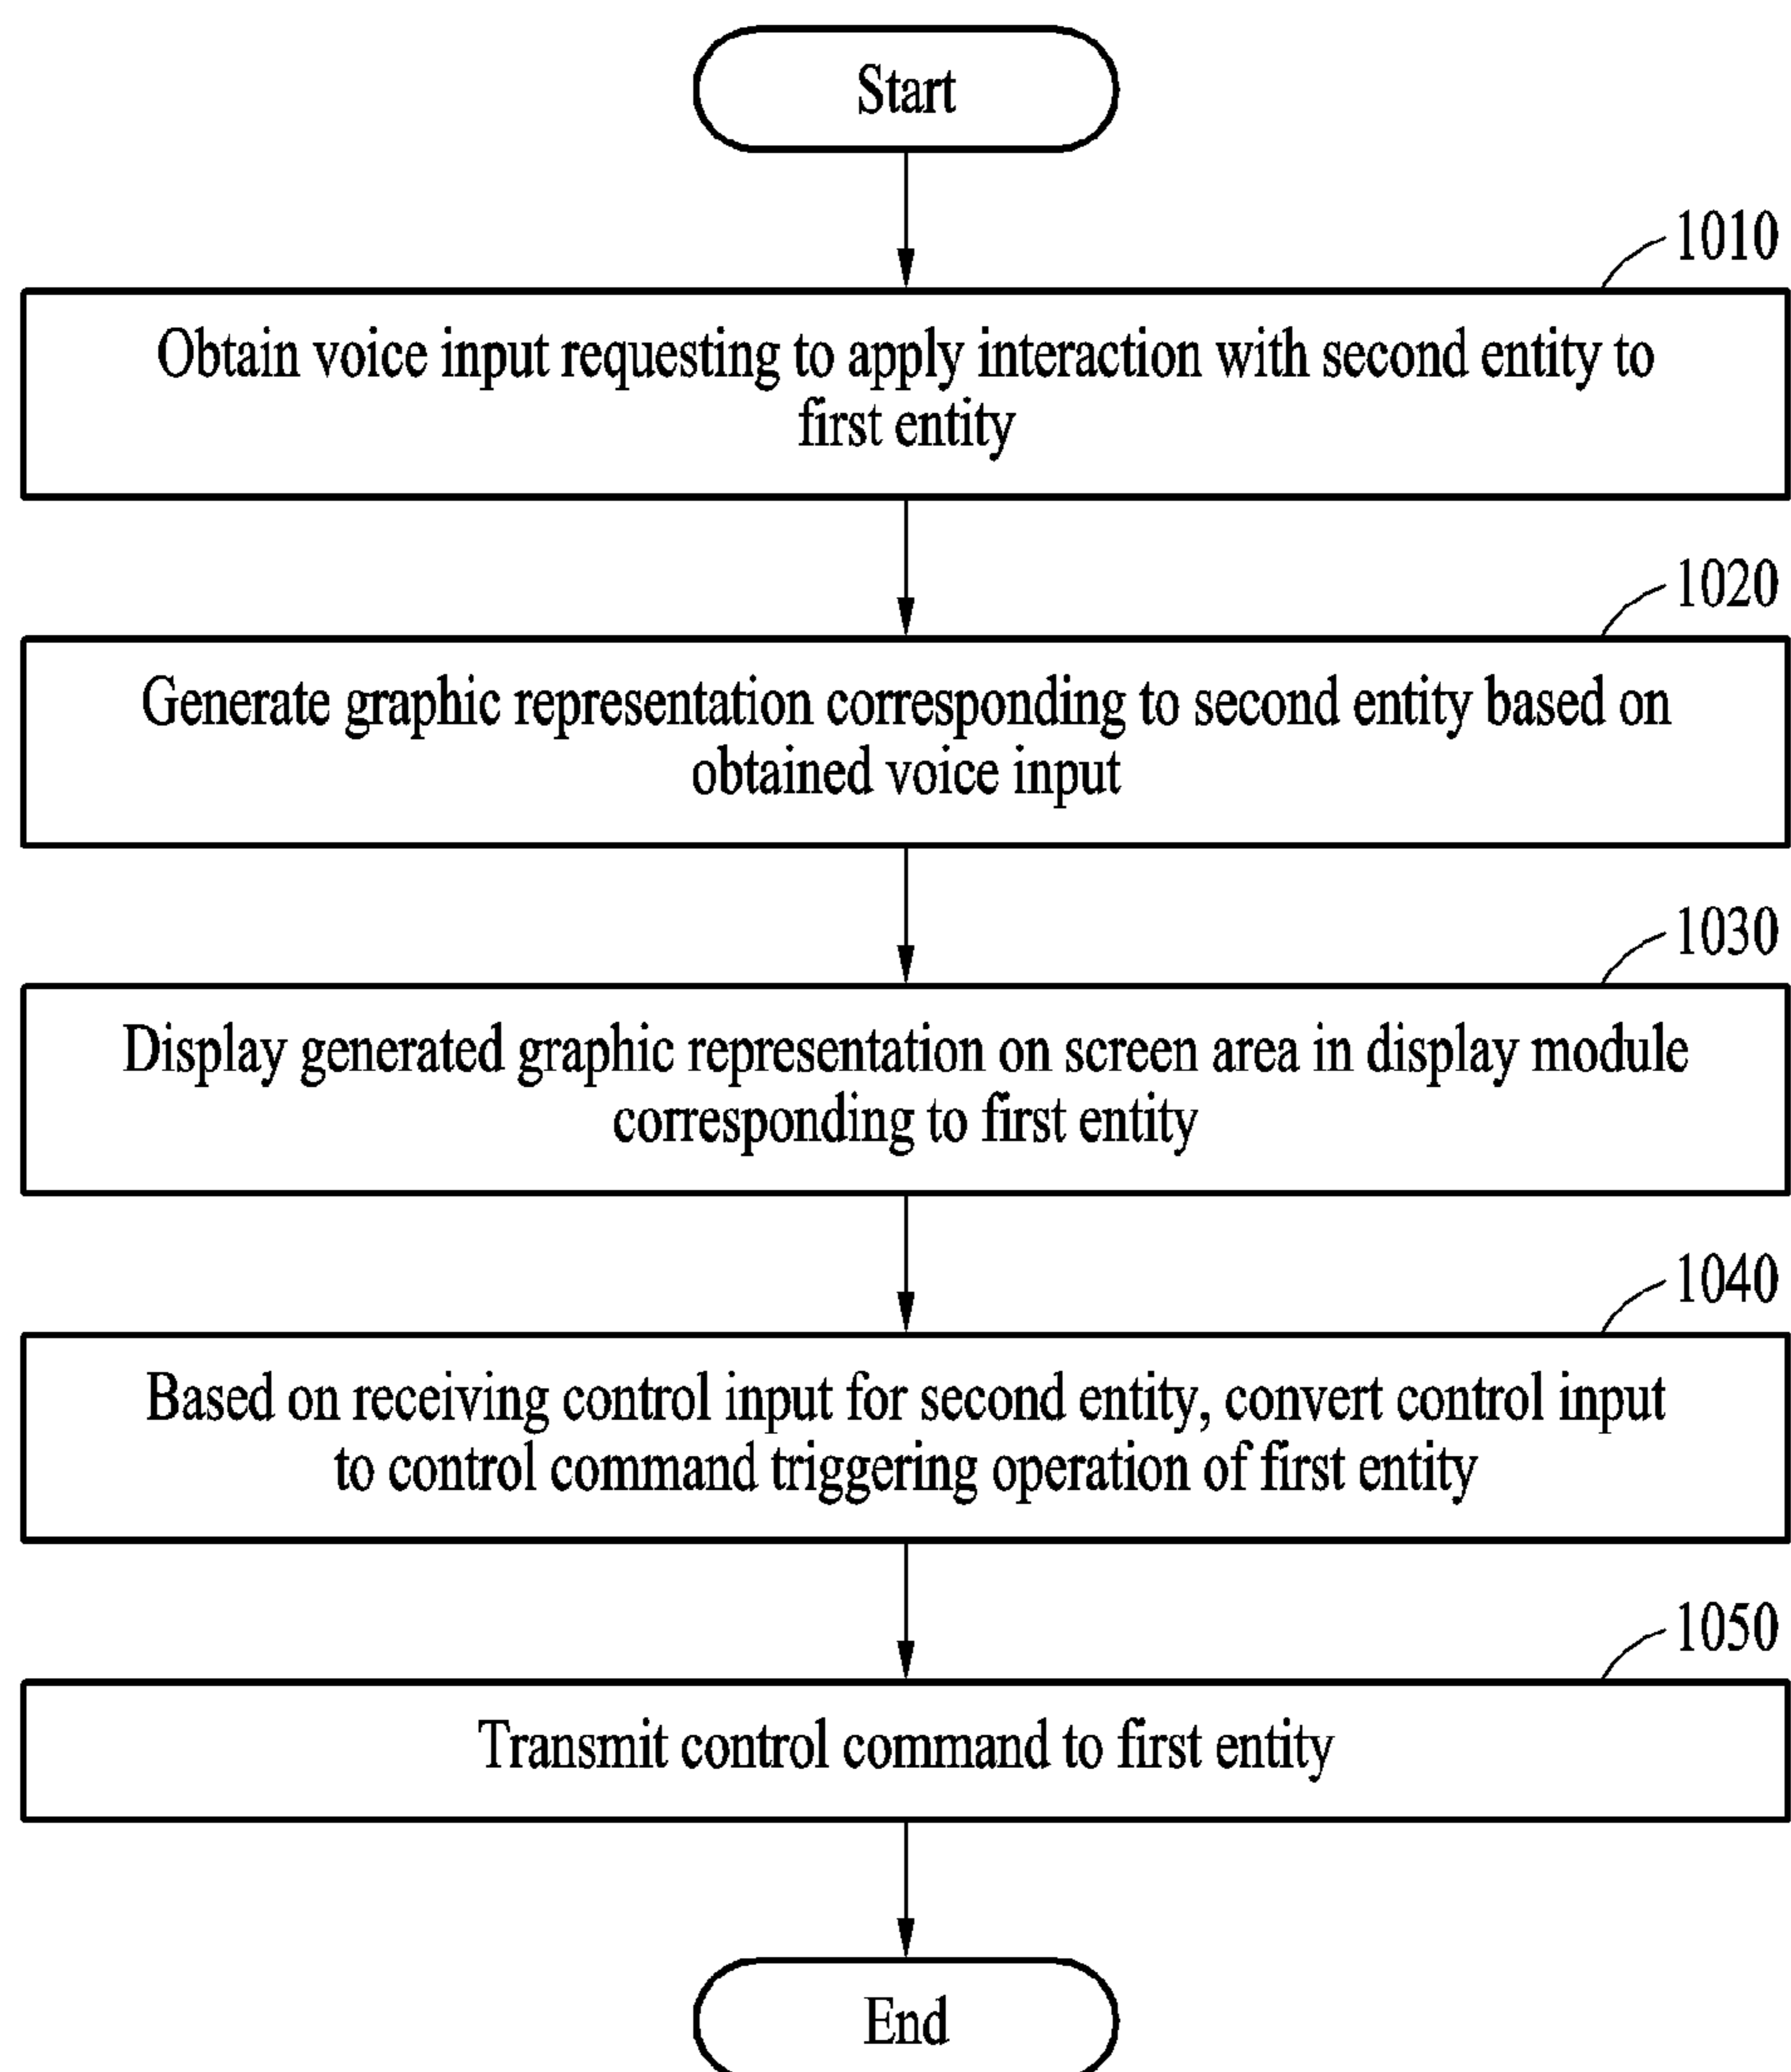 Start
1010
Obtain voice input requesting to apply interaction with second entity to
first entity
1020
Generate graphic representation corresponding to second entity based on
obtained voice input
1030
Display generated graphic representation on screen area in display module
corresponding to first entity
1040
Based on receiving control input for second entity, convert control input
to control command triggering operation of first entity
1050
Transmit control command to first entity
End